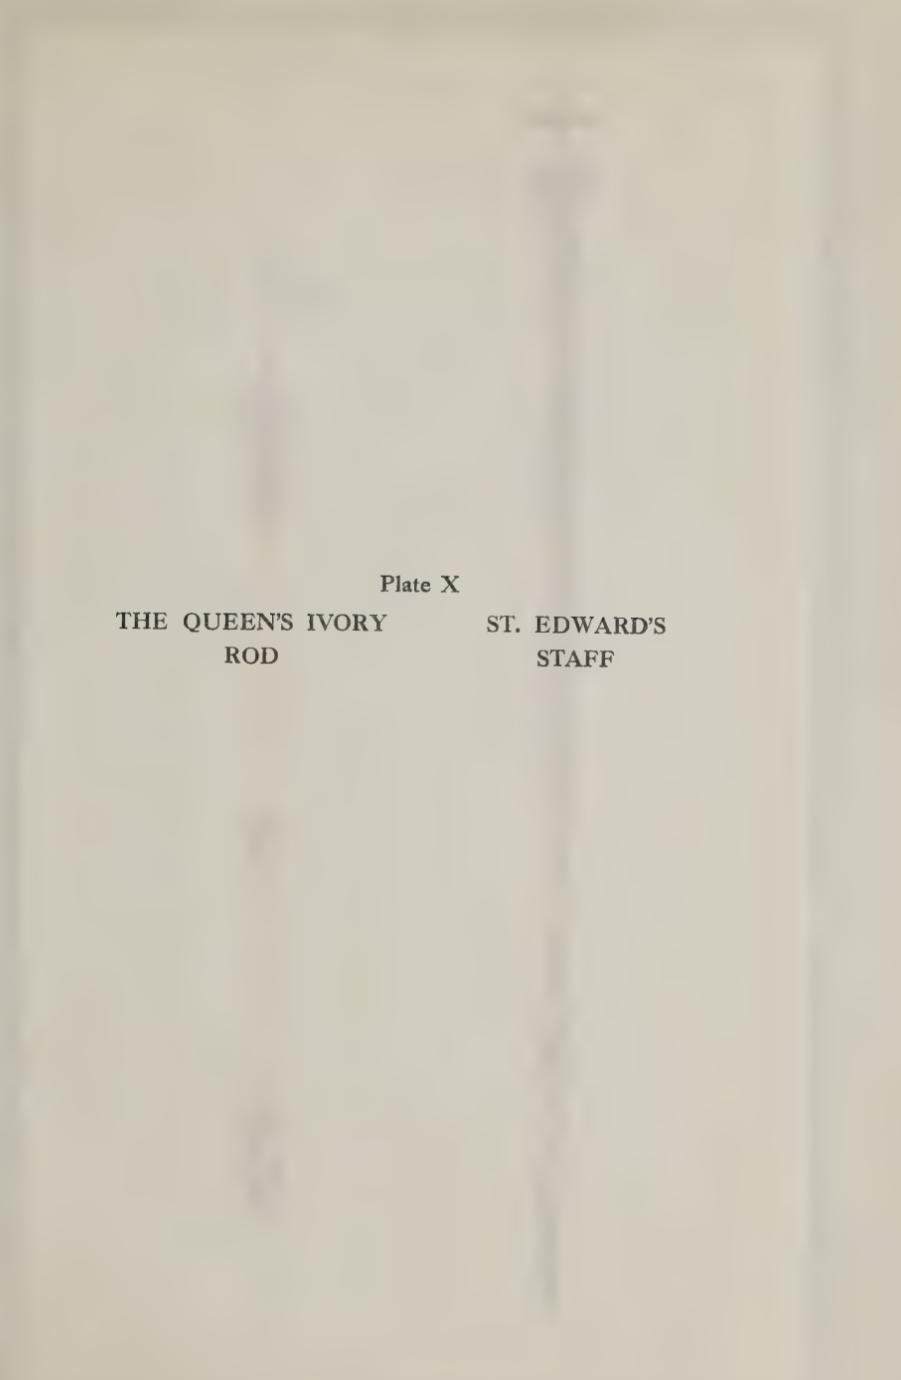 Plate X
THE QUEEN'S IVORY
ROD
ST. EDWARD'S
STAFF